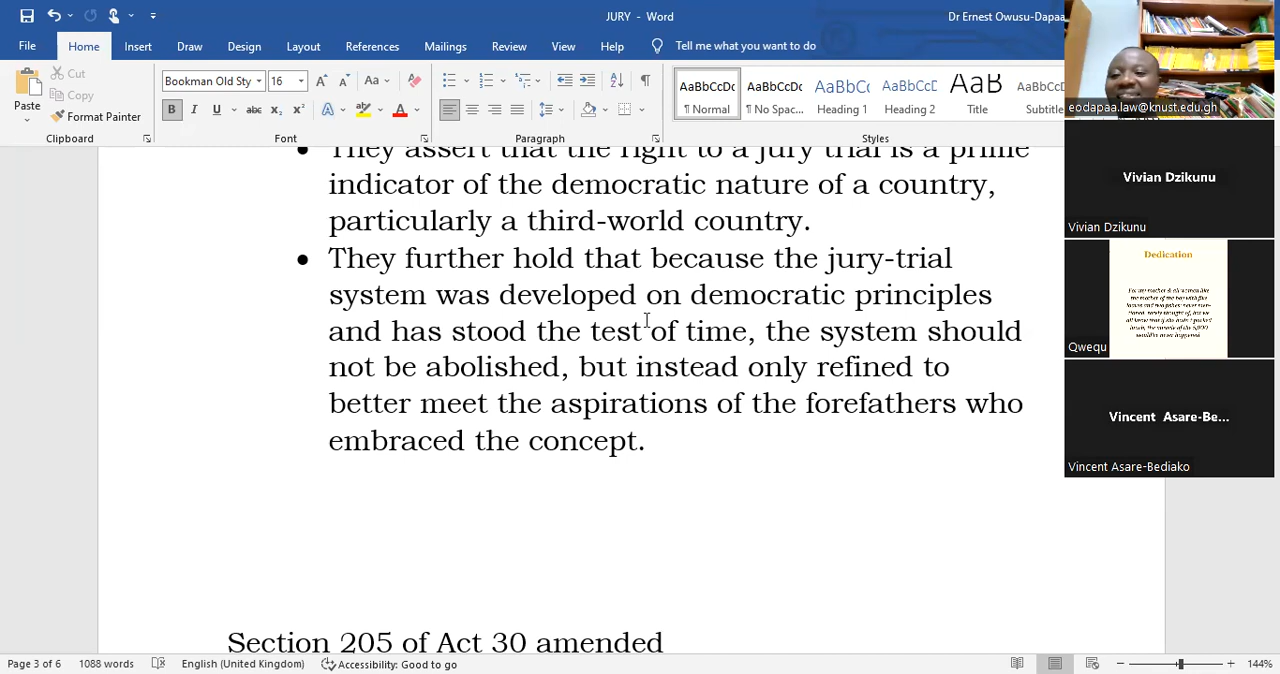 JURY - Word
Dr Ernest Owusu-Dapaa
File
Home
Insert
Draw
Design
Layout
References
Mailings
Review
View
Help
Tell me what you want to do
Paste
Cut
Copy
Format Painter
Clipboard
Bookman Old Sty
16
Aa
B I U abc x₂ x²
A
A
Font
Paragraph
AaBbCcDc
¶ Normal
AaBbCcDc
¶ No Spac...
AaBbCc
Heading 1
AaBbCcD
Heading 2
AaB
Title
AaBbCcD
Subtitle
Styles
eodapaa.law@knust.edu.gh
Vivian Dzikunu
Vivian Dzikunu
Dedication
Qwequ
Vincent Asare-Be...
Vincent Asare-Bediako
• They assert that the right to a jury trial is a prime
indicator of the democratic nature of a country,
particularly a third-world country.
• They further hold that because the jury-trial
system was developed on democratic principles
and has stood the test of time, the system should
not be abolished, but instead only refined to
better meet the aspirations of the forefathers who
embraced the concept.
Section 205 of Act 30 amended
Page 3 of 6
1088 words
English (United Kingdom)
Accessibility: Good to go
144%